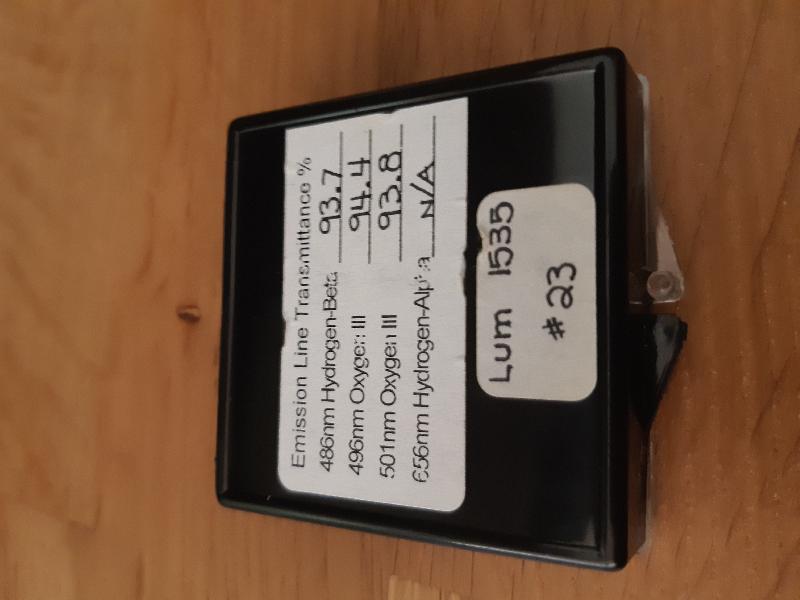 Emission Line Transmittance %
486nm Hydrogen-Beta 93.7
496nm Oxygen III 94.4
501nm Oxygen III 93.8
656nm Hydrogen-Alpha N/A
Lum 1535
#23